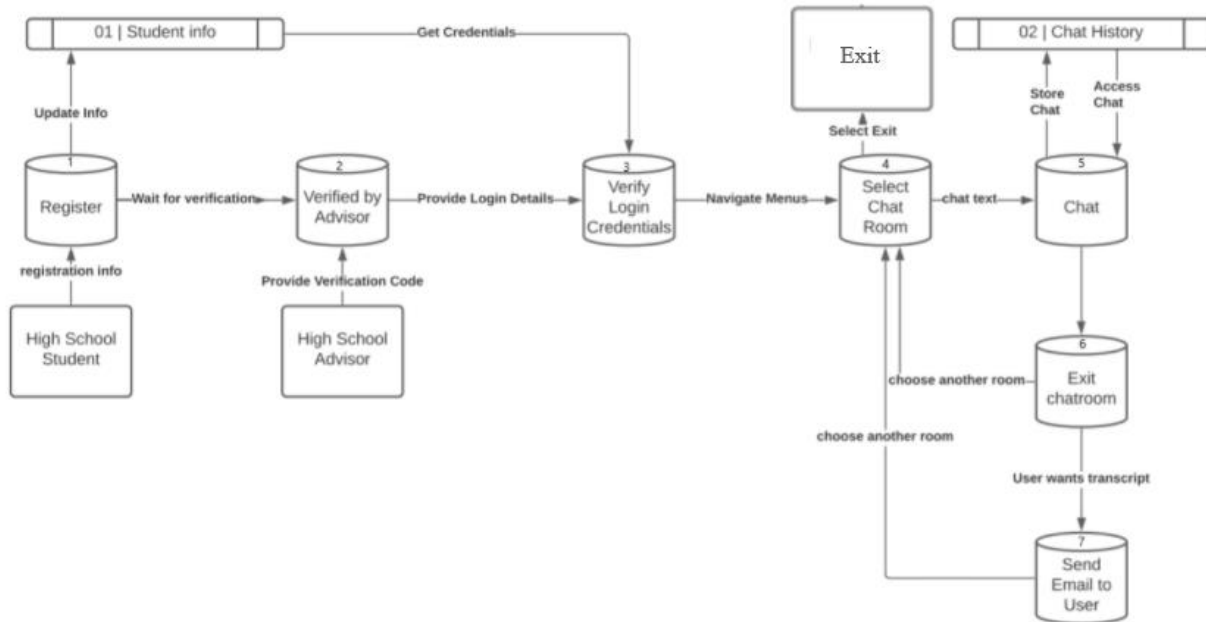 01 | Student info
Get Credentials
Exit
02 | Chat History
Update Info
Select Exit
Store
Chat
Access
Chat
1
Register
Wait for verification
2
Verified by
Advisor
Provide Login Details
3
Verify
Login
Credentials
Navigate Menus
4
Select
Chat
Room
chat text
5
Chat
registration info
Provide Verification Code
High School
Student
High School
Advisor
6
Exit
chatroom
choose another room
choose another room
User wants transcript
7
Send
Email to
User